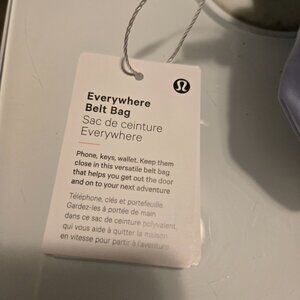 Everywhere
Belt Bag
Sac de ceinture
Everywhere
Phone, keys, wallet. Keep them
close in this versatile belt bag
that helps you get out the door
and on to your next adventure
Téléphone, clés et portefeuille.
Gardez-les à portée de main
dans ce sac de ceinture polyvalent,
qui vous aide à quitter la maison
en vitesse pour partir à l'aventure.